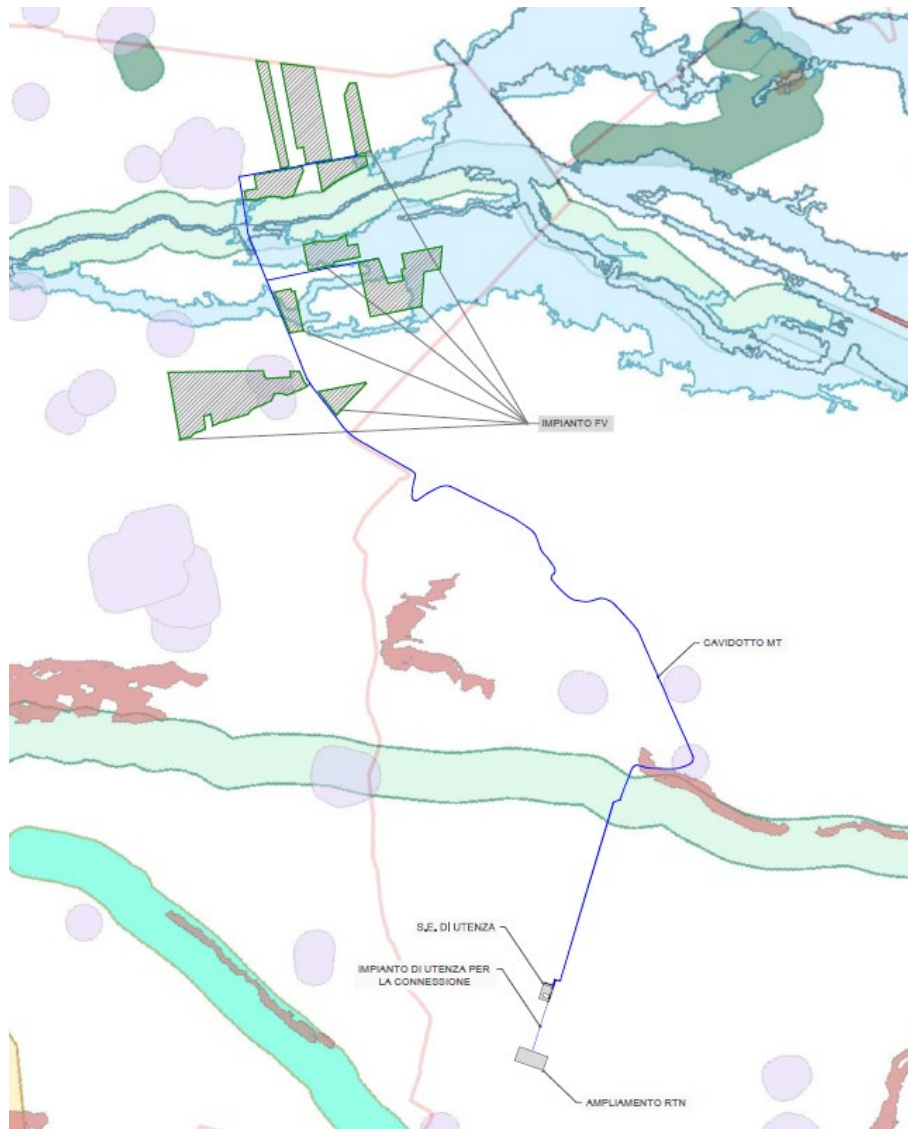 IMPIANTO FV
CAVIDOTTO MT
S.E. DI UTENZA
IMPIANTO DI UTENZA PER
LA CONNESSIONE
AMPLIAMENTO RTN